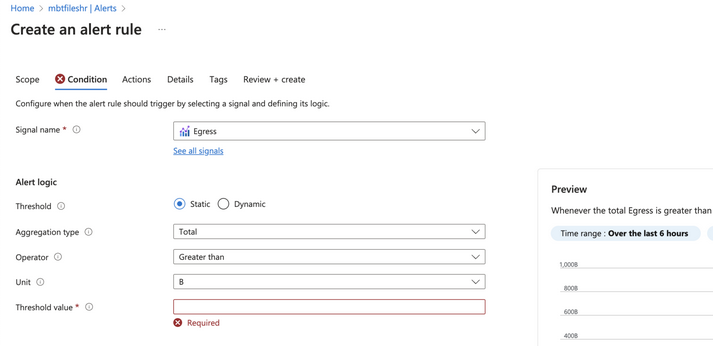 Home > mbtfileshr | Alerts >
Create an alert rule ...
Scope Condition Actions Details Tags Review + create
Configure when the alert rule should trigger by selecting a signal and defining its logic.
Signal name * Egress
See all signals
Alert logic
Threshold Static Dynamic
Aggregation type Total
Operator Greater than
Unit B
Threshold value *
Required
Preview
Whenever the total Egress is greater than
Time range : Over the last 6 hours
1,000B
800B
600B
400B